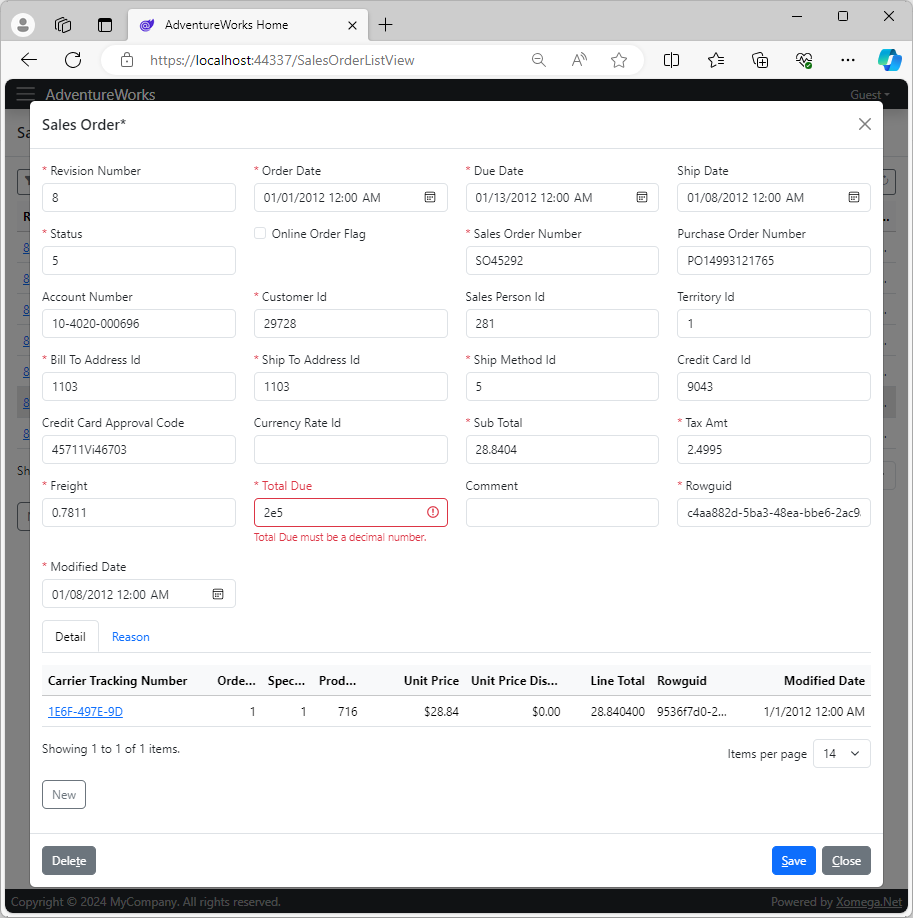 AdventureWorks Home
https://localhost:44337/SalesOrderListView
AdventureWorks
Guest
Sales Order*
* Revision Number * Order Date * Due Date Ship Date
8 01/01/2012 12:00 AM 01/13/2012 12:00 AM 01/08/2012 12:00 AM
* Status Online Order Flag * Sales Order Number Purchase Order Number
5 SO45292 PO14993121765
Account Number * Customer Id Sales Person Id Territory Id
10-4020-000696 29728 281 1
* Bill To Address Id * Ship To Address Id * Ship Method Id Credit Card Id
1103 1103 5 9043
Credit Card Approval Code Currency Rate Id * Sub Total * Tax Amt
45711Vi46703 28.8404 2.4995
* Freight * Total Due Comment * Rowguid
0.7811 2e5 c4aa882d-5ba3-48ea-bbe6-2ac9
Total Due must be a decimal number.
* Modified Date
01/08/2012 12:00 AM
Detail Reason
Carrier Tracking Number Orde... Spec... Prod... Unit Price Unit Price Dis... Line Total Rowguid Modified Date
1E6F-497E-9D 1 1 716 $28.84 $0.00 28.840400 9536f7d0-2... 1/1/2012 12:00 AM
Showing 1 to 1 of 1 items.
Items per page 14
New
Delete Save Close
Copyright © 2024 MyCompany. All rights reserved. Powered by Xomega.Net